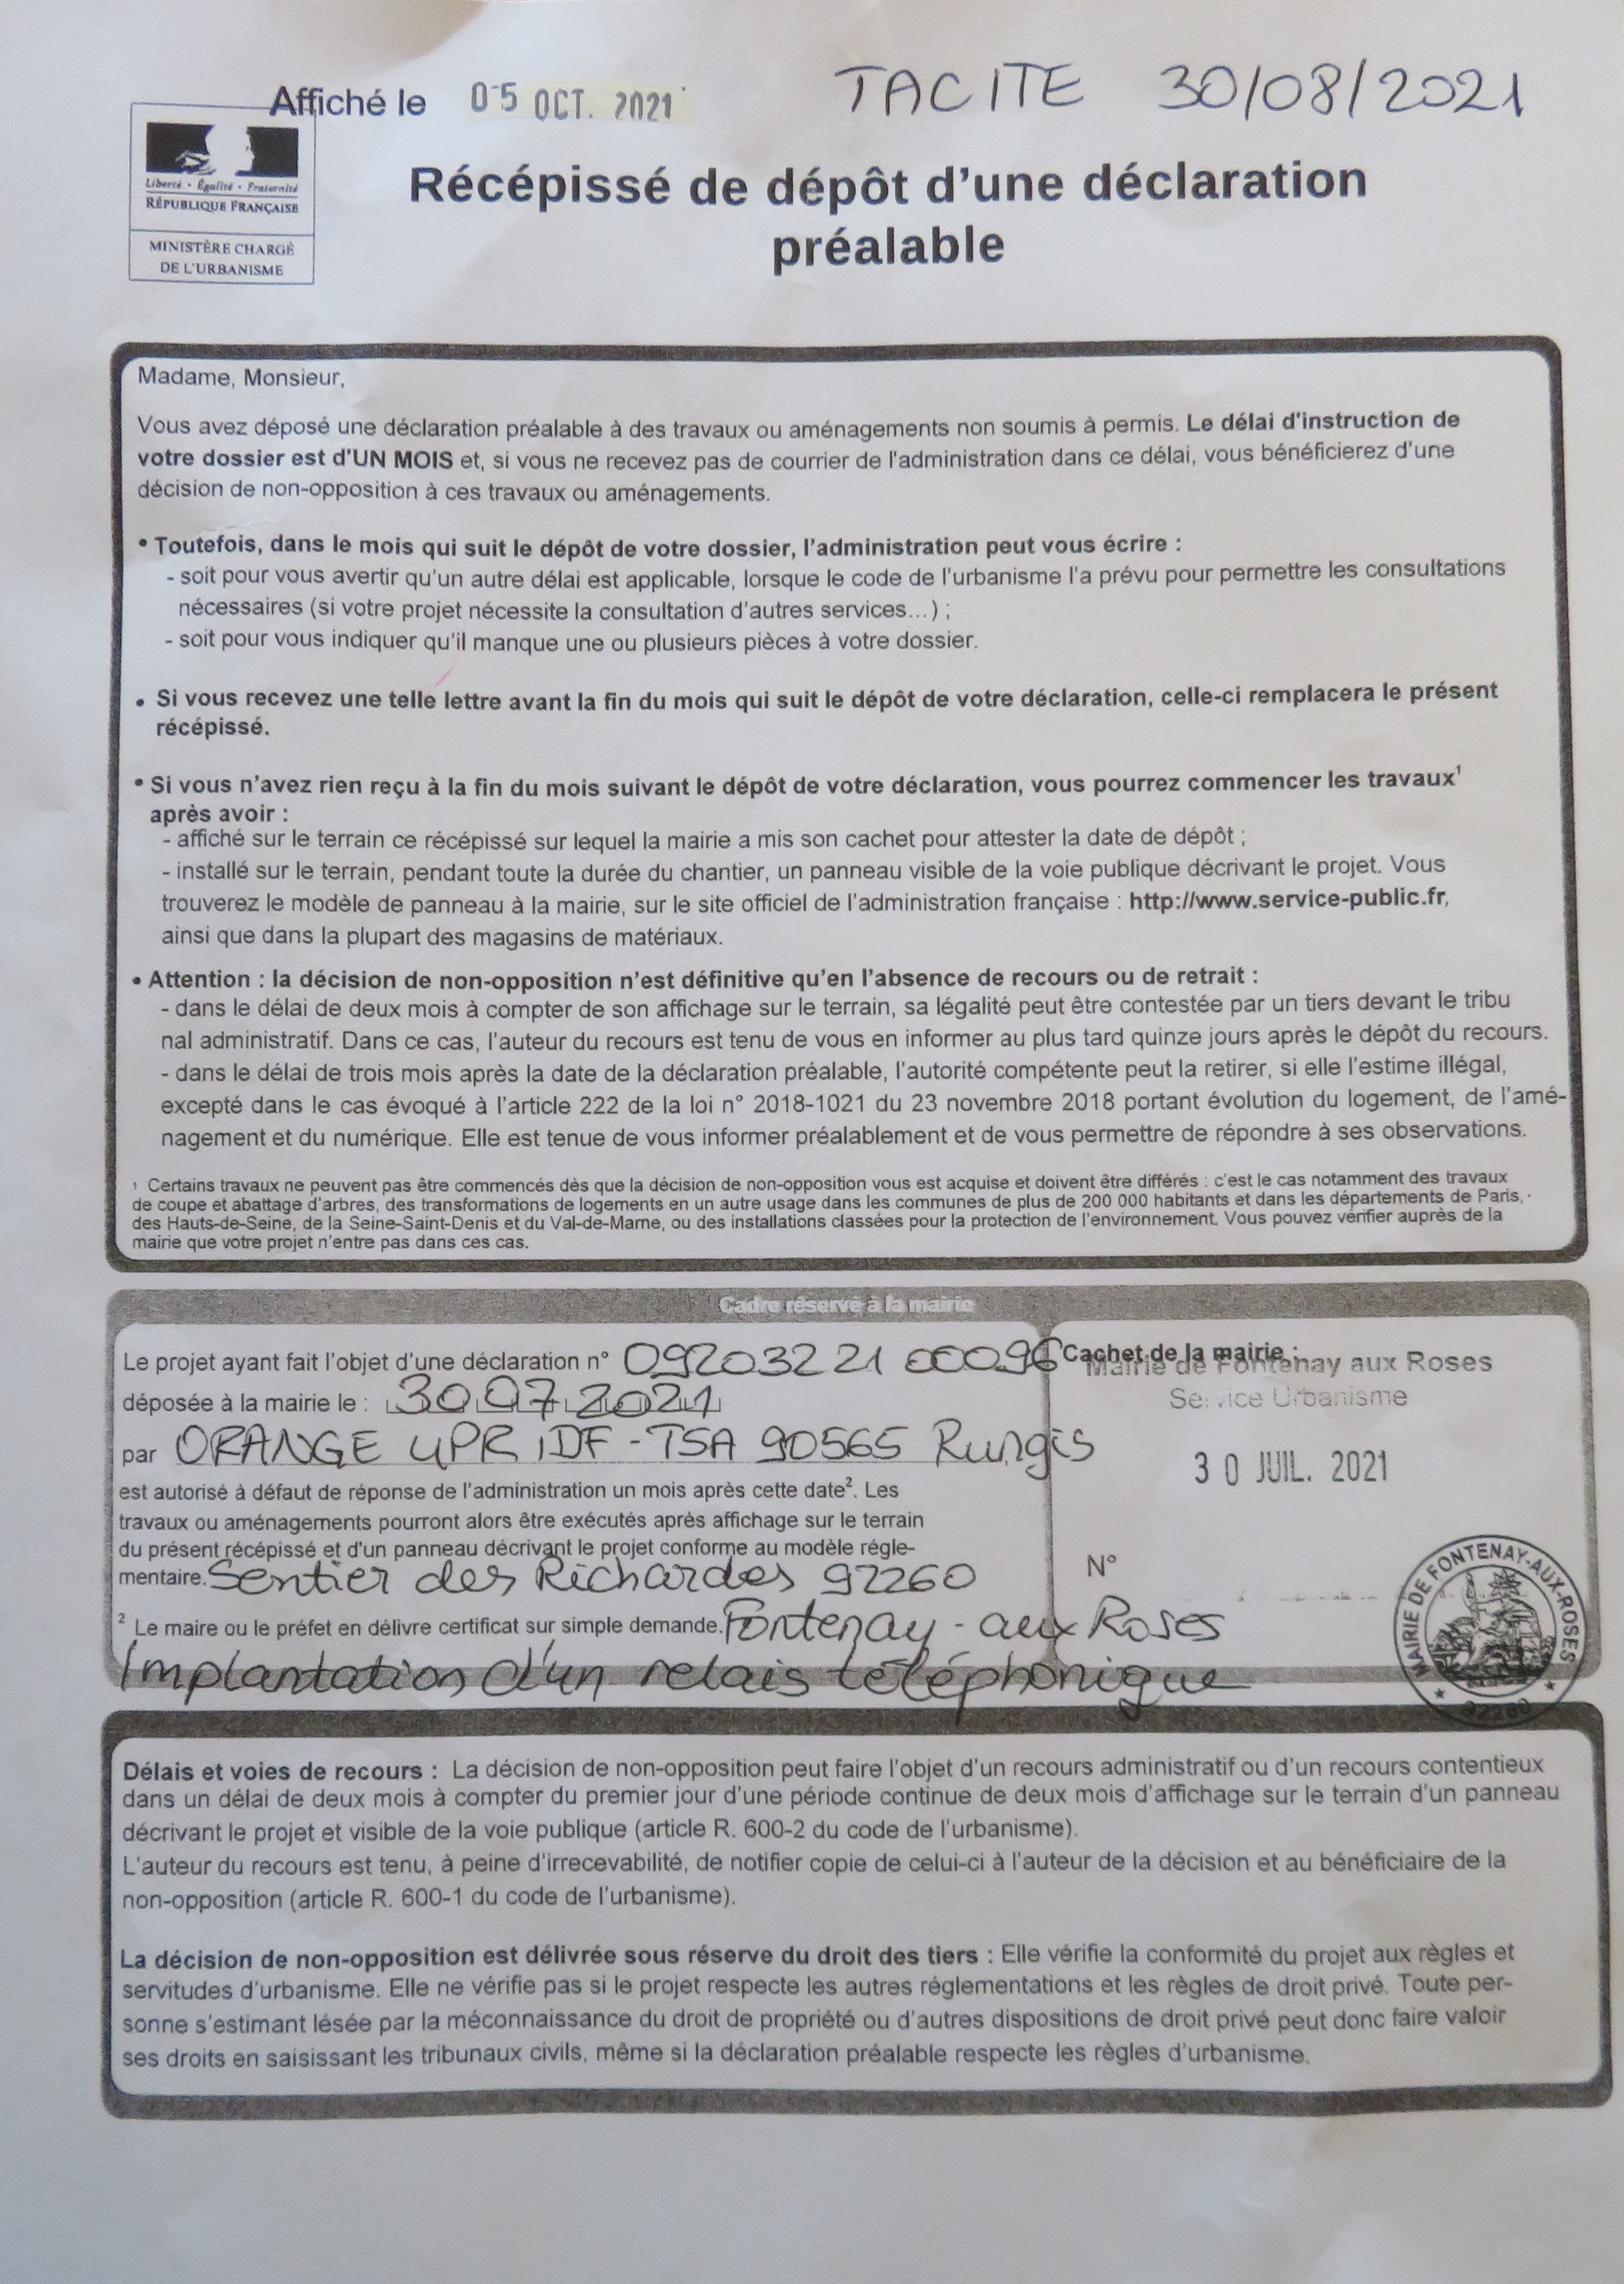 Affiché le 05 OCT. 2021 TACITE 30/08/2021
Liberté • Égalité • Fraternité
RÉPUBLIQUE FRANÇAISE
MINISTÈRE CHARGÉ
DE L'URBANISME
Récépissé de dépôt d'une déclaration
préalable
Madame, Monsieur,
Vous avez déposé une déclaration préalable à des travaux ou aménagements non soumis à permis. Le délai d'instruction de
votre dossier est d'UN MOIS et, si vous ne recevez pas de courrier de l'administration dans ce délai, vous bénéficierez d'une
décision de non-opposition à ces travaux ou aménagements.
• Toutefois, dans le mois qui suit le dépôt de votre dossier, l'administration peut vous écrire :
- soit pour vous avertir qu'un autre délai est applicable, lorsque le code de l'urbanisme l'a prévu pour permettre les consultations
nécessaires (si votre projet nécessite la consultation d'autres services...) ;
- soit pour vous indiquer qu'il manque une ou plusieurs pièces à votre dossier.
• Si vous recevez une telle lettre avant la fin du mois qui suit le dépôt de votre déclaration, celle-ci remplacera le présent
récépissé.
• Si vous n'avez rien reçu à la fin du mois suivant le dépôt de votre déclaration, vous pourrez commencer les travaux¹
après avoir :
- affiché sur le terrain ce récépissé sur lequel la mairie a mis son cachet pour attester la date de dépôt ;
- installé sur le terrain, pendant toute la durée du chantier, un panneau visible de la voie publique décrivant le projet. Vous
trouverez le modèle de panneau à la mairie, sur le site officiel de l'administration française : http://www.service-public.fr,
ainsi que dans la plupart des magasins de matériaux.
• Attention : la décision de non-opposition n'est définitive qu'en l'absence de recours ou de retrait :
- dans le délai de deux mois à compter de son affichage sur le terrain, sa légalité peut être contestée par un tiers devant le tribu
nal administratif. Dans ce cas, l'auteur du recours est tenu de vous en informer au plus tard quinze jours après le dépôt du recours.
- dans le délai de trois mois après la date de la déclaration préalable, l'autorité compétente peut la retirer, si elle l'estime illégal,
excepté dans le cas évoqué à l'article 222 de la loi n° 2018-1021 du 23 novembre 2018 portant évolution du logement, de l'amé-
nagement et du numérique. Elle est tenue de vous informer préalablement et de vous permettre de répondre à ses observations.
¹ Certains travaux ne peuvent pas être commencés dès que la décision de non-opposition vous est acquise et doivent être différés : c'est le cas notamment des travaux
de coupe et abattage d'arbres, des transformations de logements en un autre usage dans les communes de plus de 200 000 habitants et dans les départements de Paris,
des Hauts-de-Seine, de la Seine-Saint-Denis et du Val-de-Marne, ou des installations classées pour la protection de l'environnement. Vous pouvez vérifier auprès de la
mairie que votre projet n'entre pas dans ces cas.
Cadre réservé à la mairie
Le projet ayant fait l'objet d'une déclaration n° 092032 21 00096
déposée à la mairie le : 30 07 2021
par ORANGE UPR IDF - TSA 90565 Rungis
est autorisé à défaut de réponse de l'administration un mois après cette date². Les
travaux ou aménagements pourront alors être exécutés après affichage sur le terrain
du présent récépissé et d'un panneau décrivant le projet conforme au modèle régle-
mentaire. Sentier des Richardes 92260
² Le maire ou le préfet en délivre certificat sur simple demande. Fontenay-aux Roses
Implantation d'un relais téléphonique
Cachet de la mairie :
Mairie de Fontenay aux Roses
Service Urbanisme
30 JUIL. 2021
N°
MAIRIE DE FONTENAY-AUX-ROSES
92260
Délais et voies de recours : La décision de non-opposition peut faire l'objet d'un recours administratif ou d'un recours contentieux
dans un délai de deux mois à compter du premier jour d'une période continue de deux mois d'affichage sur le terrain d'un panneau
décrivant le projet et visible de la voie publique (article R. 600-2 du code de l'urbanisme).
L'auteur du recours est tenu, à peine d'irrecevabilité, de notifier copie de celui-ci à l'auteur de la décision et au bénéficiaire de la
non-opposition (article R. 600-1 du code de l'urbanisme).
La décision de non-opposition est délivrée sous réserve du droit des tiers : Elle vérifie la conformité du projet aux règles et
servitudes d'urbanisme. Elle ne vérifie pas si le projet respecte les autres réglementations et les règles de droit privé. Toute per-
sonne s'estimant lésée par la méconnaissance du droit de propriété ou d'autres dispositions de droit privé peut donc faire valoir
ses droits en saisissant les tribunaux civils, même si la déclaration préalable respecte les règles d'urbanisme.